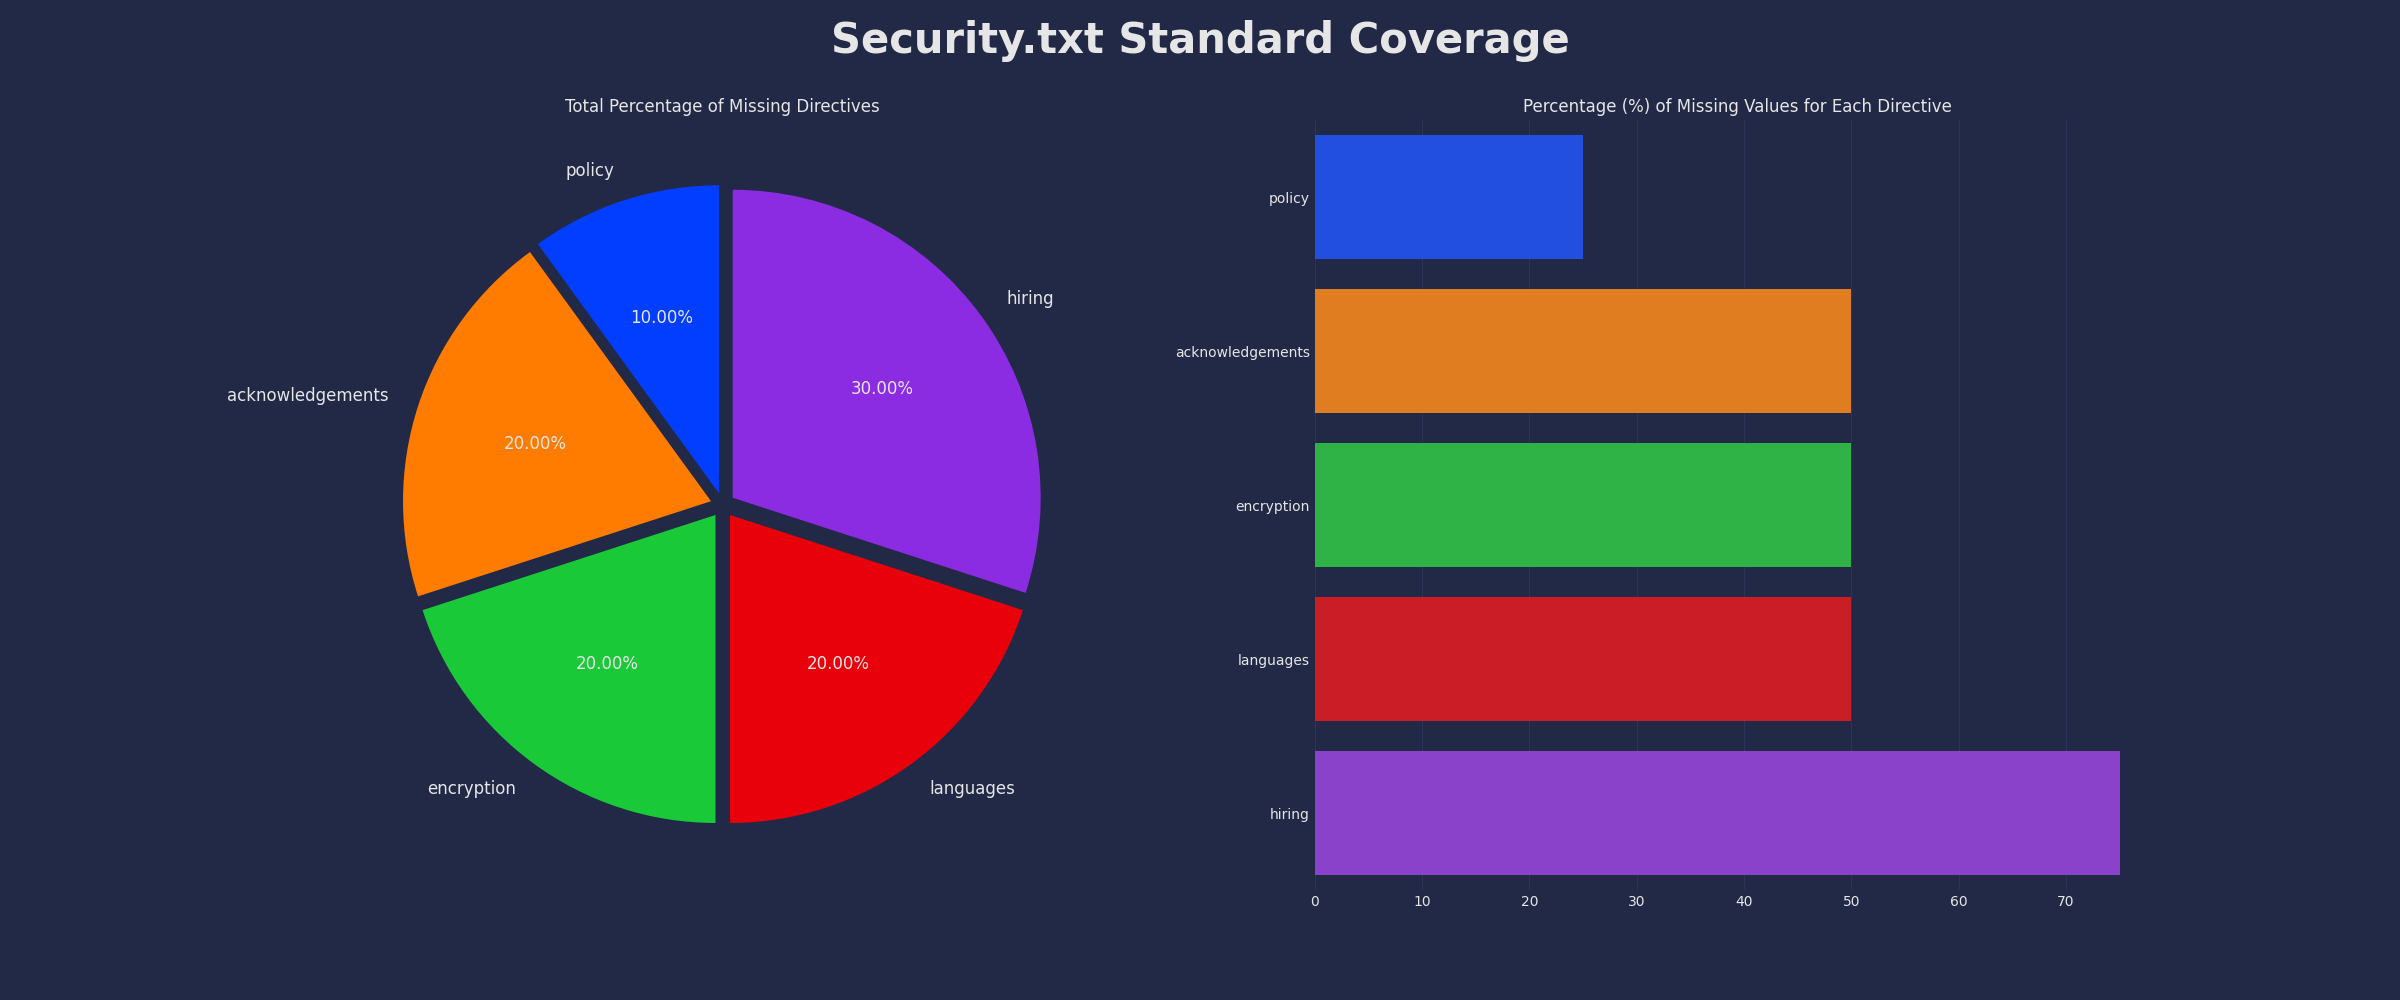 Security.txt Standard Coverage
Total Percentage of Missing Directives
policy
hiring
10.00%
30.00%
acknowledgements
20.00%
20.00%
20.00%
encryption
languages
Percentage (%) of Missing Values for Each Directive
policy
acknowledgements
encryption
languages
hiring
0 10 20 30 40 50 60 70